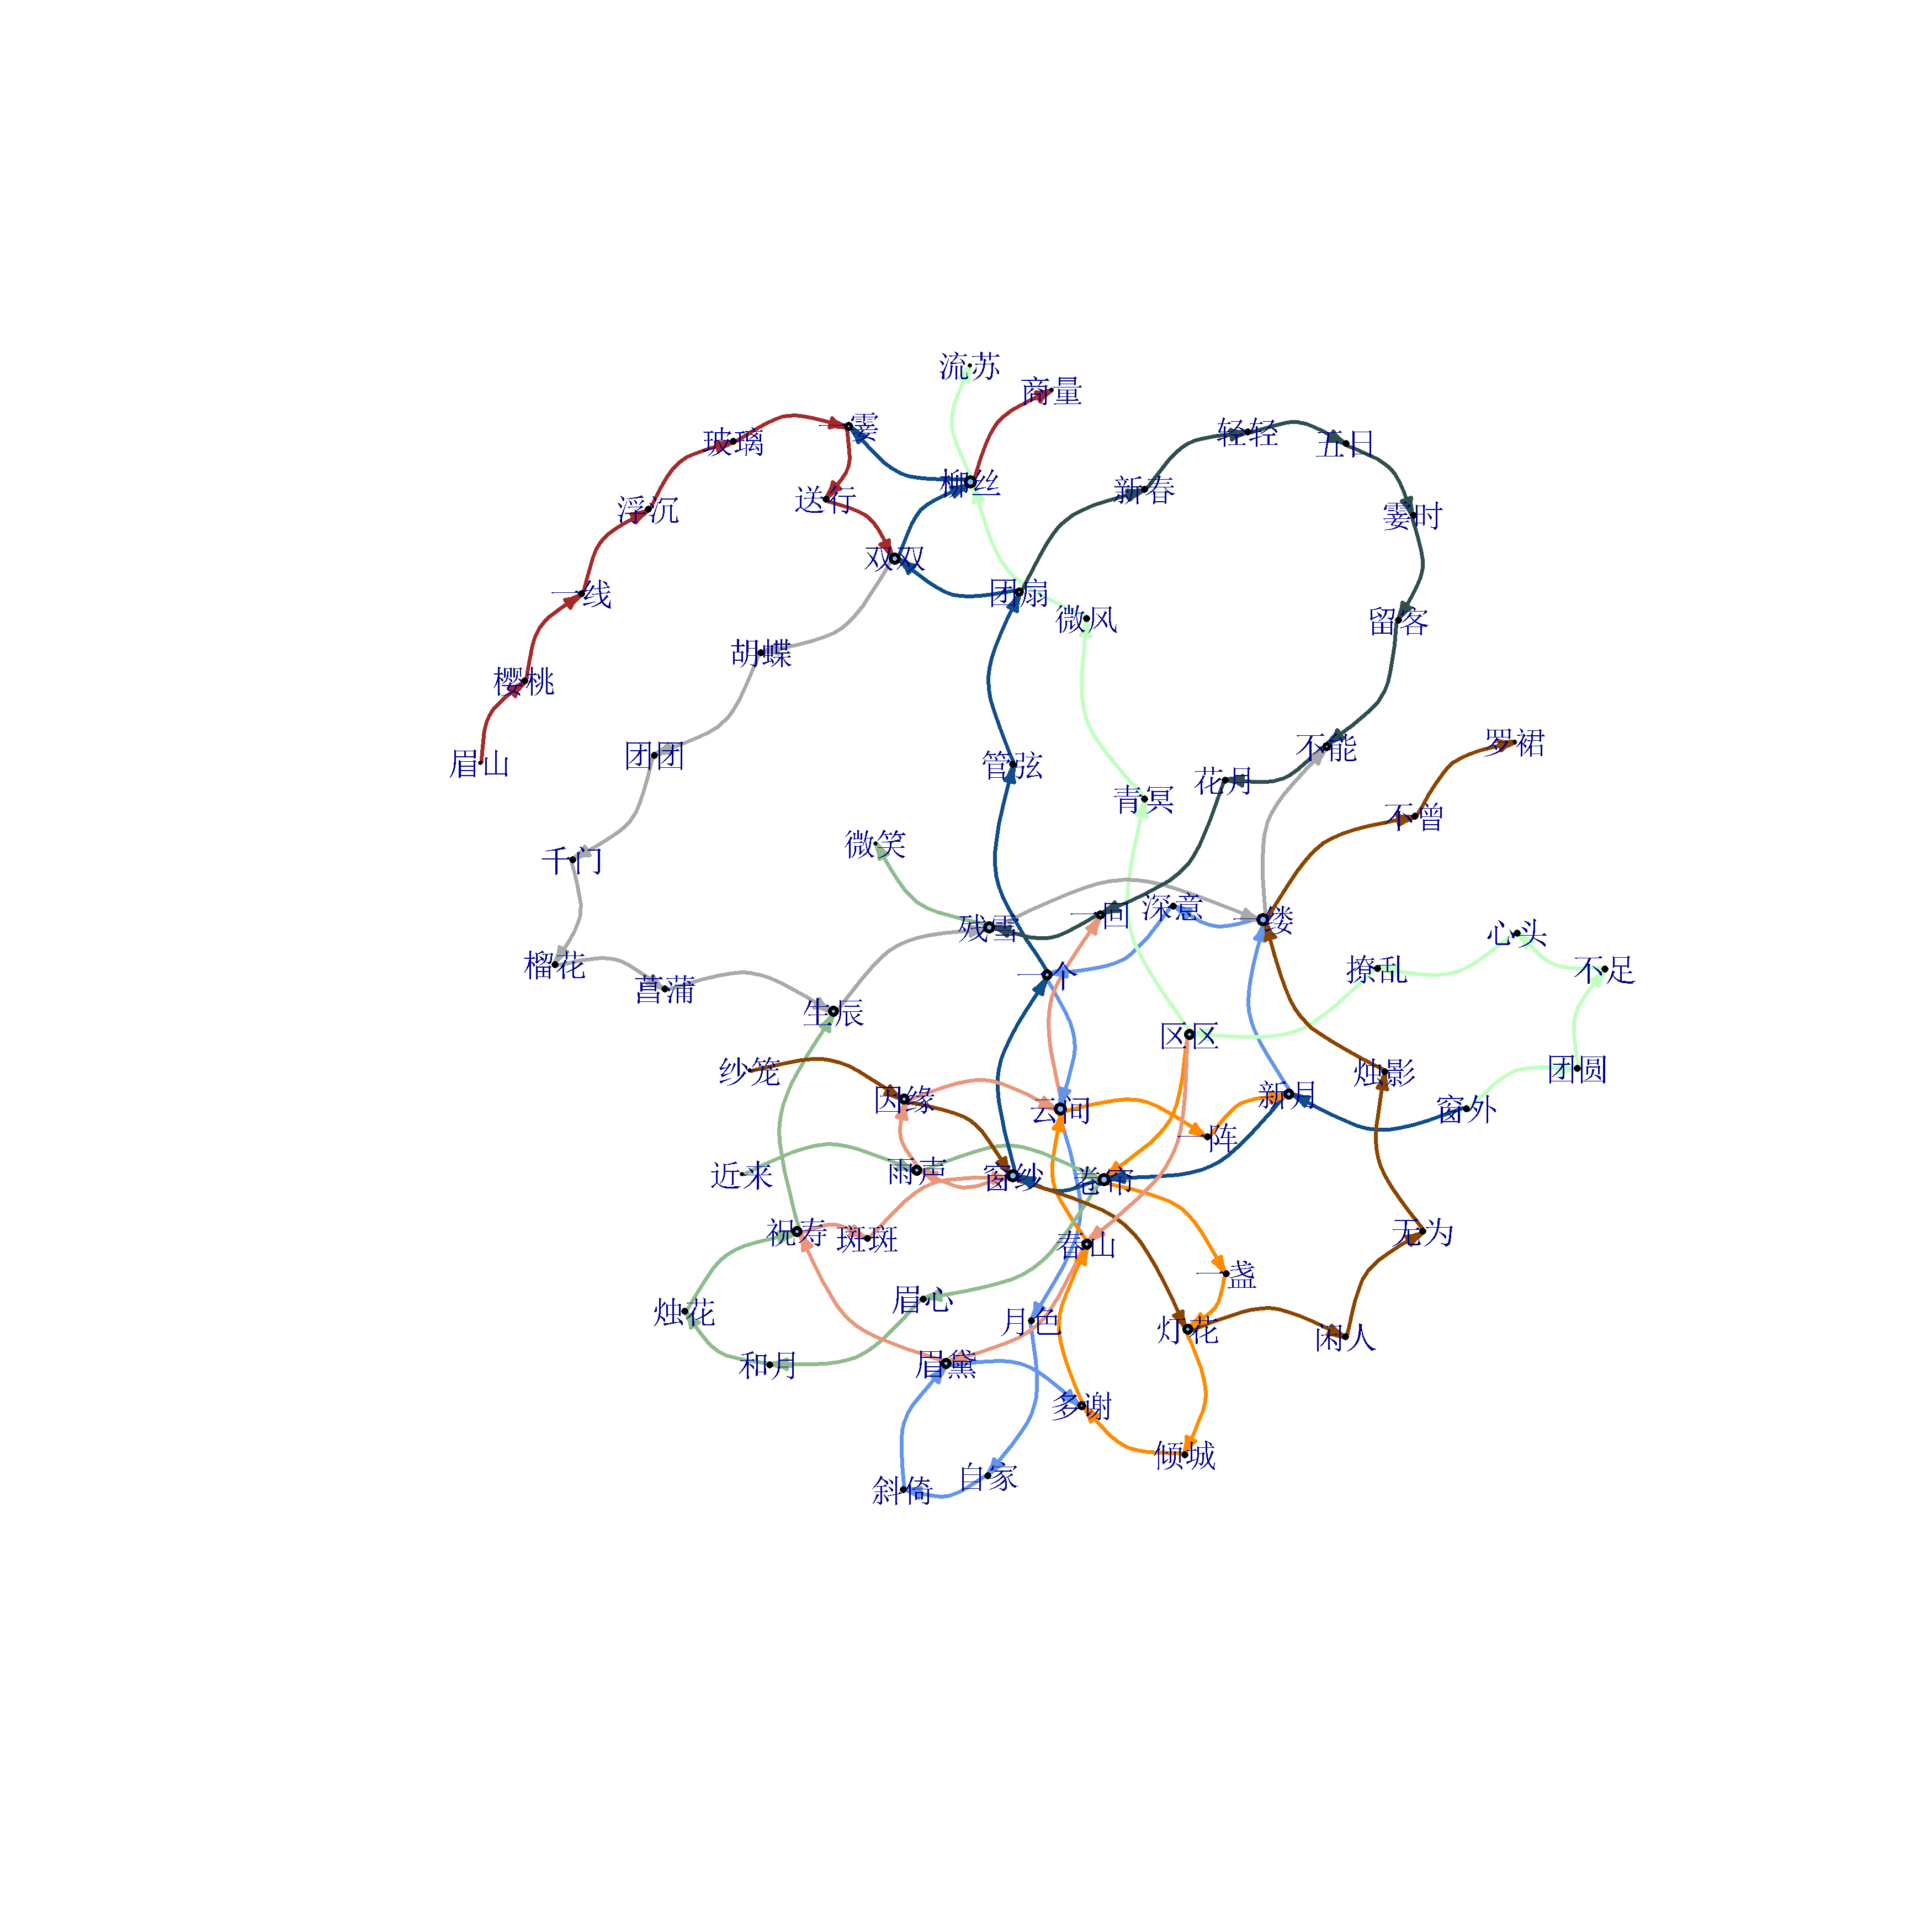 流苏
商量
一霎
轻轻
玻璃
五日
柳丝
新春
送行
浮沉
霎时
双双
团扇
一线
微风
留客
胡蝶
樱桃
罗裙
不能
团团
眉山
管弦
花月
青冥
不曾
微笑
千门
深意
一回
一缕
残雪
心头
榴花
撩乱
不足
一个
菖蒲
生辰
区区
团圆
纱笼
烛影
新月
因缘
云间
窗外
一阵
雨声
近来
窗纱
卷帘
祝寿
无为
斑斑
春山
一盏
眉心
烛花
月色
灯花
闲人
和月
眉黛
多谢
倾城
自家
斜倚